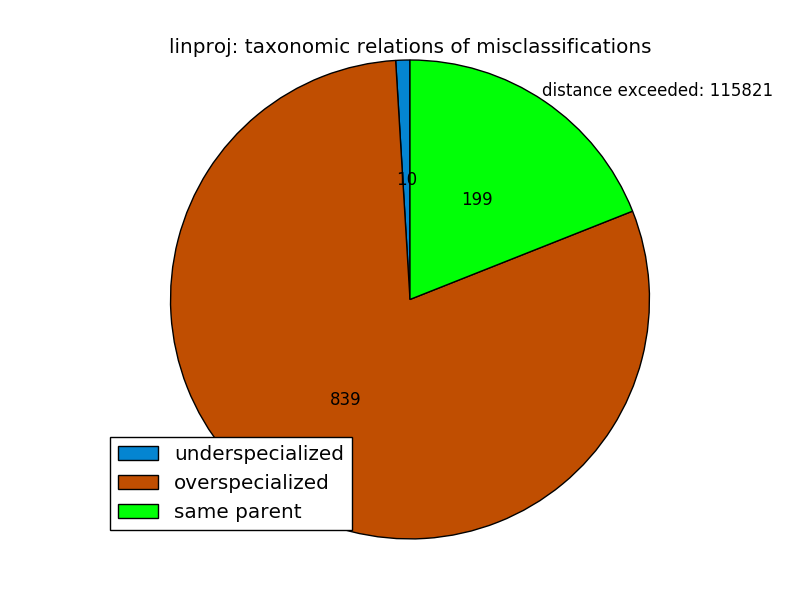 linproj: taxonomic relations of misclassifications
distance exceeded: 115821
10
199
839
underspecialized
overspecialized
same parent